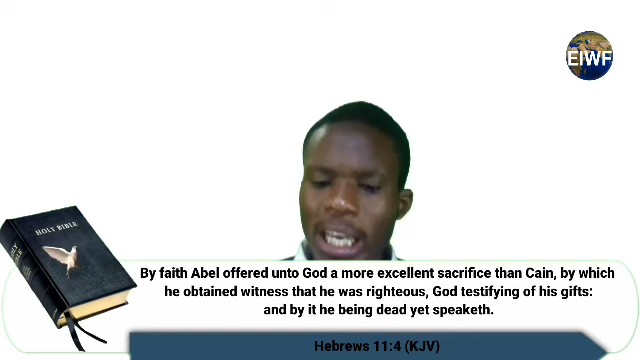 EIWF
HOLY BIBLE
By faith Abel offered unto God a more excellent sacrifice than Cain, by which
he obtained witness that he was righteous, God testifying of his gifts:
and by it he being dead yet speaketh.
Hebrews 11:4 (KJV)